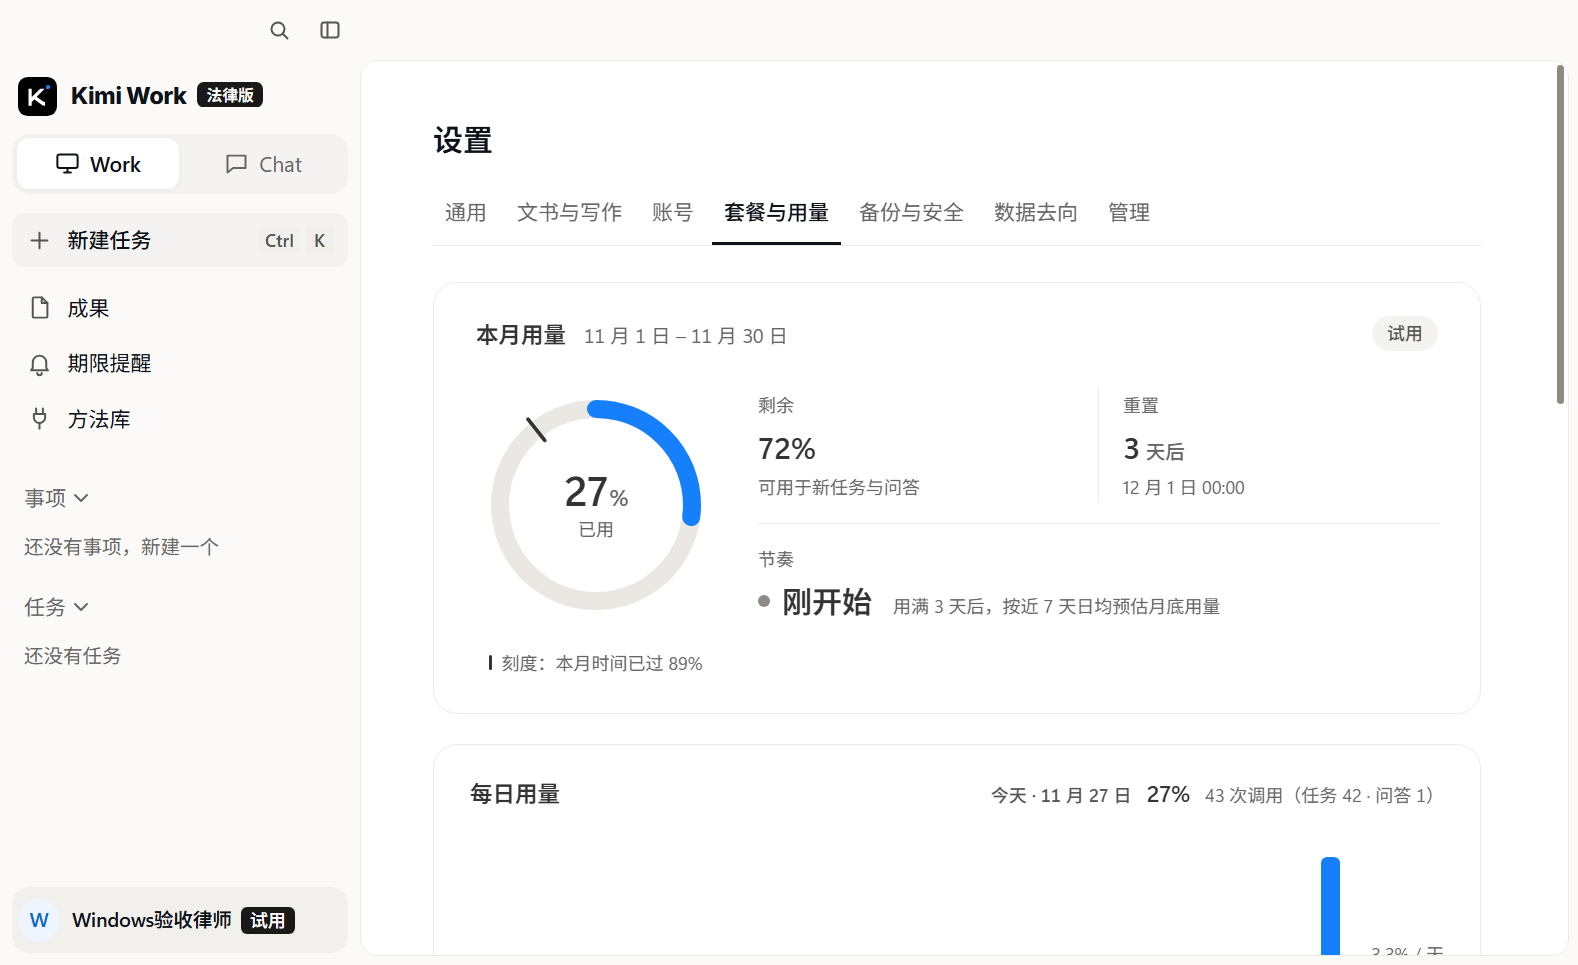 Kimi Work 法律版
Work
Chat
新建任务 Ctrl K
成果
期限提醒
方法库
事项
还没有事项，新建一个
任务
还没有任务
W Windows验收律师 试用
设置
通用 文书与写作 账号 套餐与用量 备份与安全 数据去向 管理
本月用量 11 月 1 日 – 11 月 30 日 试用
27%
已用
剩余
72%
可用于新任务与问答
重置
3 天后
12 月 1 日 00:00
节奏
刚开始 用满 3 天后，按近 7 天日均预估月底用量
刻度：本月时间已过 89%
每日用量 今天 · 11 月 27 日 27% 43 次调用（任务 42 · 问答 1）
3.3% / 天